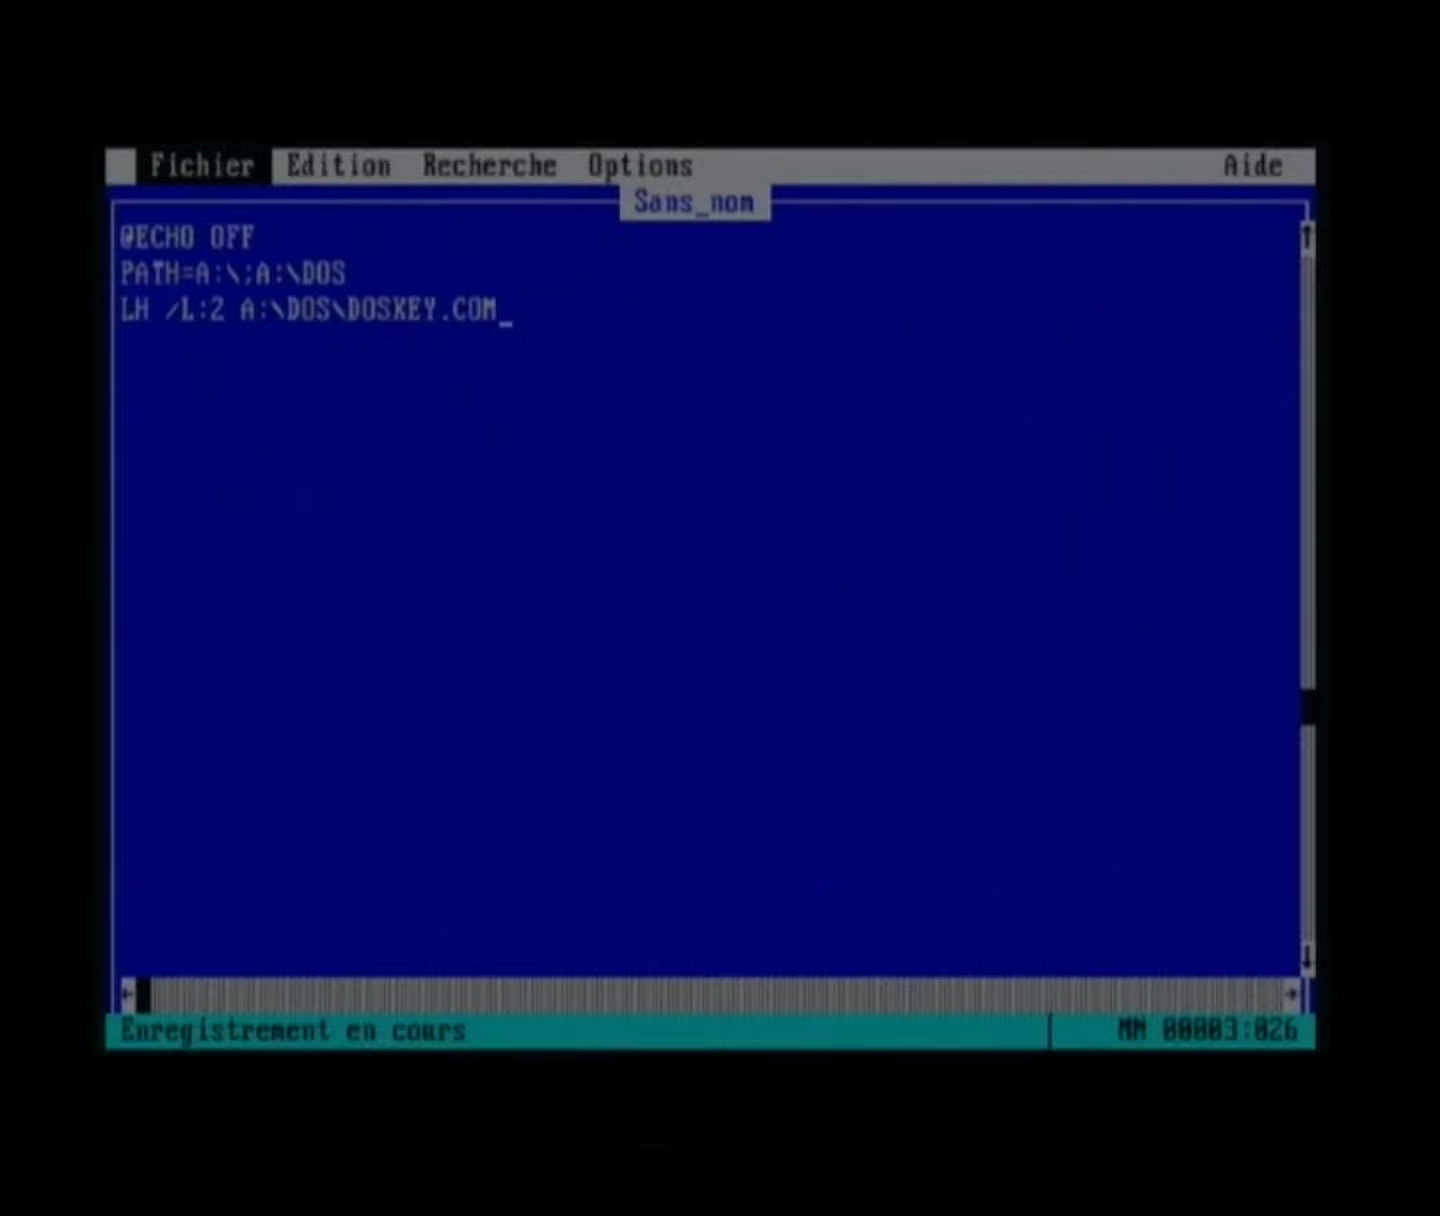 Fichier Edition Recherche Options Aide
Sans_nom
@ECHO OFF
PATH=A:\;A:\DOS
LH /L:2 A:\DOS\DOSKEY.COM_
Enregistrement en cours MN 00003:026